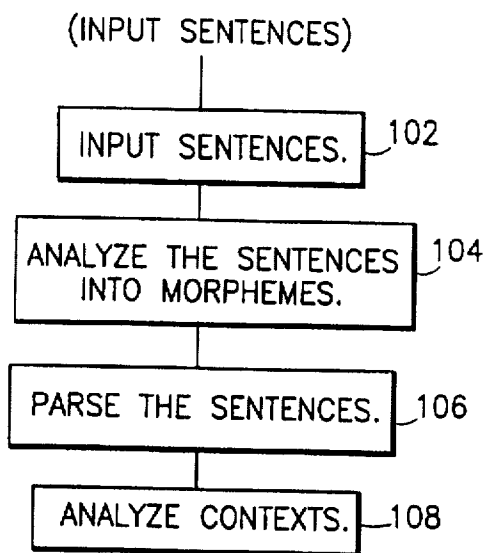 (INPUT SENTENCES)
INPUT SENTENCES.
102
ANALYZE THE SENTENCES
INTO MORPHEMES.
104
PARSE THE SENTENCES.
106
ANALYZE CONTEXTS.
108